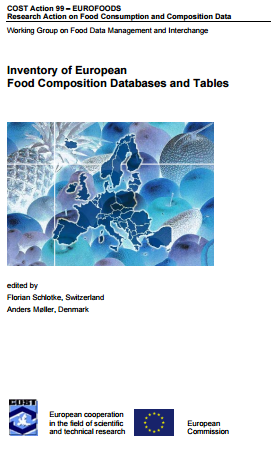 COST Action 99 – EUROFOODS
Research Action on Food Consumption and Composition Data
Working Group on Food Data Management and Interchange
Inventory of European
Food Composition Databases and Tables
edited by
Florian Schlotke, Switzerland
Anders Møller, Denmark
COST
European cooperation
in the field of scientific
and technical research
European
Commission